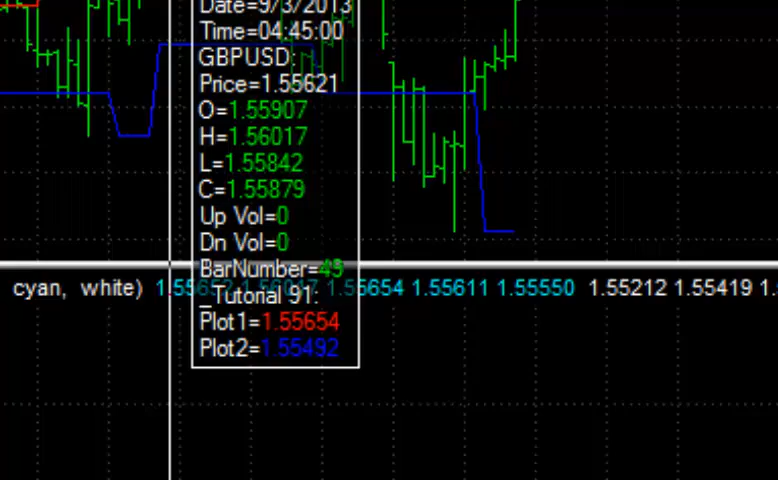 Date=9/3/2013
Time=04:45:00
GBPUSD:
Price=1.55621
O=1.55907
H=1.56017
L=1.55842
C=1.55879
Up Vol=0
Dn Vol=0
BarNumber=49
cyan, white) 1.55654 1.55611 1.55550 1.55212 1.55419 1.
_Tutorial 91:
Plot1=1.55654
Plot2=1.55492